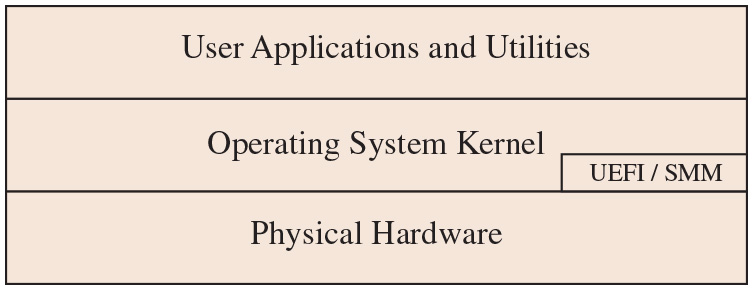 User Applications and Utilities
Operating System Kernel
UEFI / SMM
Physical Hardware